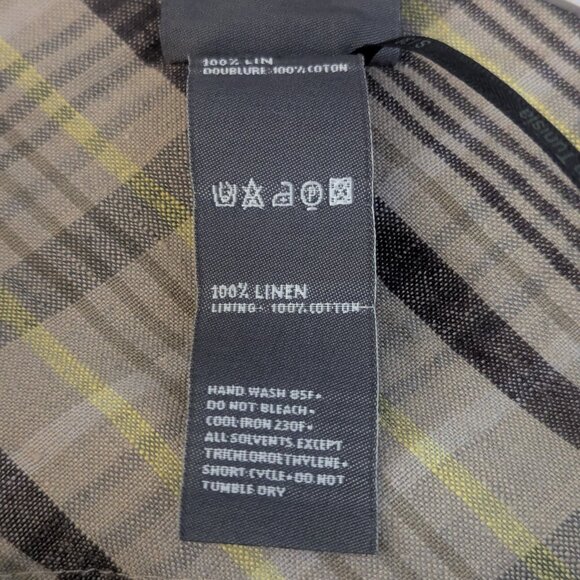 100% LIN
DOUBLURE: 100% COTON
P
100% LINEN
LINING: 100% COTTON
HAND WASH 85F•
DO NOT BLEACH•
COOL IRON 230F•
ALL SOLVENTS EXCEPT
TRICHLOROETHYLENE•
SHORT CYCLE•DO NOT
TUMBLE DRY